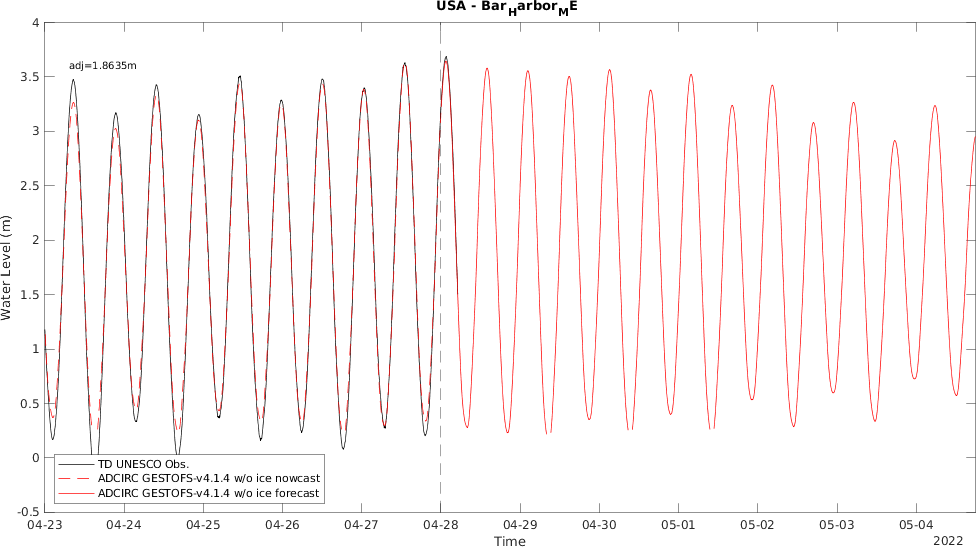 USA - Bar_Harbor_ME
adj=1.8635m
4
3.5
3
2.5
2
1.5
1
0.5
0
-0.5
Water Level (m)
TD UNESCO Obs.
ADCIRC GESTOFS-v4.1.4 w/o ice nowcast
ADCIRC GESTOFS-v4.1.4 w/o ice forecast
04-23 04-24 04-25 04-26 04-27 04-28 04-29 04-30 05-01 05-02 05-03 05-04
Time
2022